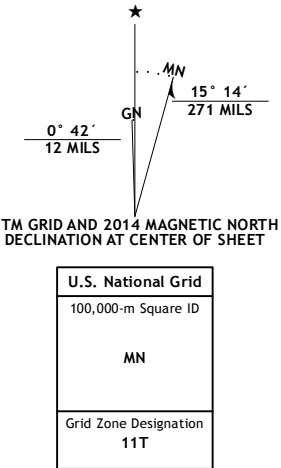 MN
GN
15° 14´
271 MILS
0° 42´
12 MILS
TM GRID AND 2014 MAGNETIC NORTH
DECLINATION AT CENTER OF SHEET
U.S. National Grid
100,000-m Square ID
MN
Grid Zone Designation
11T